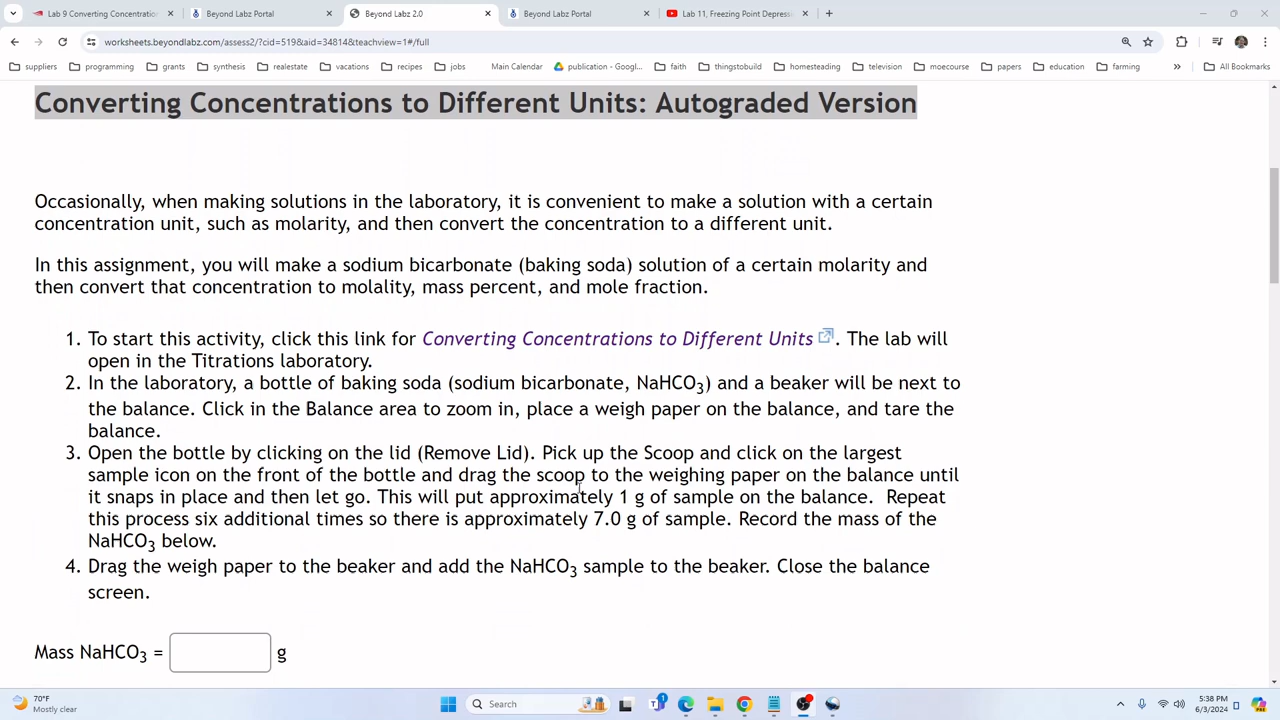 Lab 9 Converting Concentration
Beyond Labz Portal
Beyond Labz 2.0
Beyond Labz Portal
Lab 11, Freezing Point Depress
worksheets.beyondlabz.com/assess2/?cid=519&aid=34814&teachview=1#/full
suppliers
programming
grants
synthesis
realestate
vacations
recipes
jobs
Main Calendar
publication - Googl...
faith
thingstobuild
homesteading
television
moecourse
papers
education
farming
»
All Bookmarks
Converting Concentrations to Different Units: Autograded Version
Occasionally, when making solutions in the laboratory, it is convenient to make a solution with a certain
concentration unit, such as molarity, and then convert the concentration to a different unit.
In this assignment, you will make a sodium bicarbonate (baking soda) solution of a certain molarity and
then convert that concentration to molality, mass percent, and mole fraction.
1. To start this activity, click this link for Converting Concentrations to Different Units. The lab will
open in the Titrations laboratory.
2. In the laboratory, a bottle of baking soda (sodium bicarbonate, NaHCO3) and a beaker will be next to
the balance. Click in the Balance area to zoom in, place a weigh paper on the balance, and tare the
balance.
3. Open the bottle by clicking on the lid (Remove Lid). Pick up the Scoop and click on the largest
sample icon on the front of the bottle and drag the scoop to the weighing paper on the balance until
it snaps in place and then let go. This will put approximately 1 g of sample on the balance. Repeat
this process six additional times so there is approximately 7.0 g of sample. Record the mass of the
NaHCO3 below.
4. Drag the weigh paper to the beaker and add the NaHCO3 sample to the beaker. Close the balance
screen.
Mass NaHCO3 = g
70°F
Mostly clear
Search
1
5:38 PM
6/3/2024